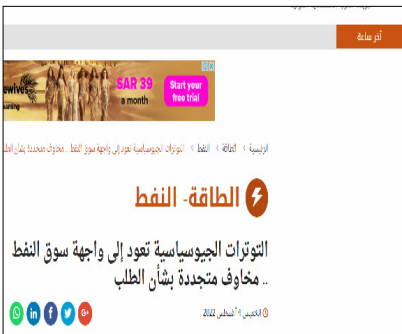 آخر ساعة
ewives
SAR 39
a month
Start your
free trial
الرئيسية > الطاقة > النفط > التوترات الجيوسياسية تعود إلى واجهة سوق النفط .. مخاوف متجددة بشأن الطلب
الطاقة- النفط
التوترات الجيوسياسية تعود إلى واجهة سوق النفط
.. مخاوف متجددة بشأن الطلب
الخميس 4 أغسطس 2022